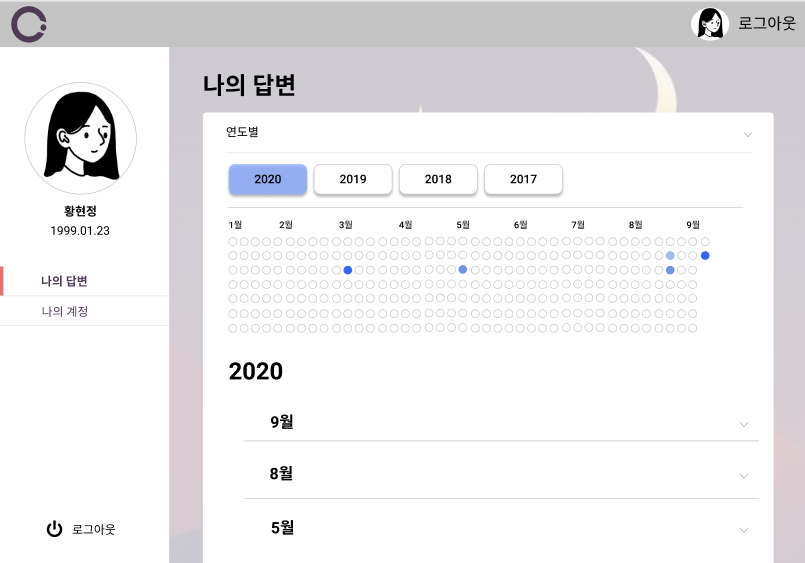 로그아웃
나의 답변
연도별
2020 2019 2018 2017
1월 2월 3월 4월 5월 6월 7월 8월 9월
2020
9월
8월
5월
황현정
1999.01.23
나의 답변
나의 계정
로그아웃